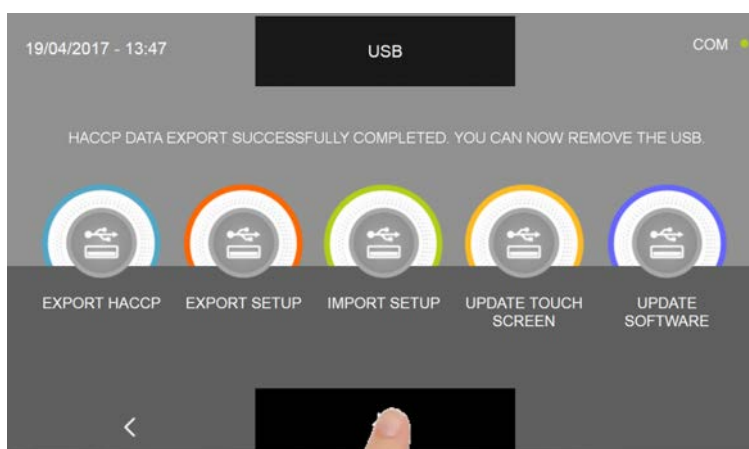 19/04/2017 - 13:47
USB
COM
HACCP DATA EXPORT SUCCESSFULLY COMPLETED. YOU CAN NOW REMOVE THE USB.
EXPORT HACCP
EXPORT SETUP
IMPORT SETUP
UPDATE TOUCH
SCREEN
UPDATE
SOFTWARE